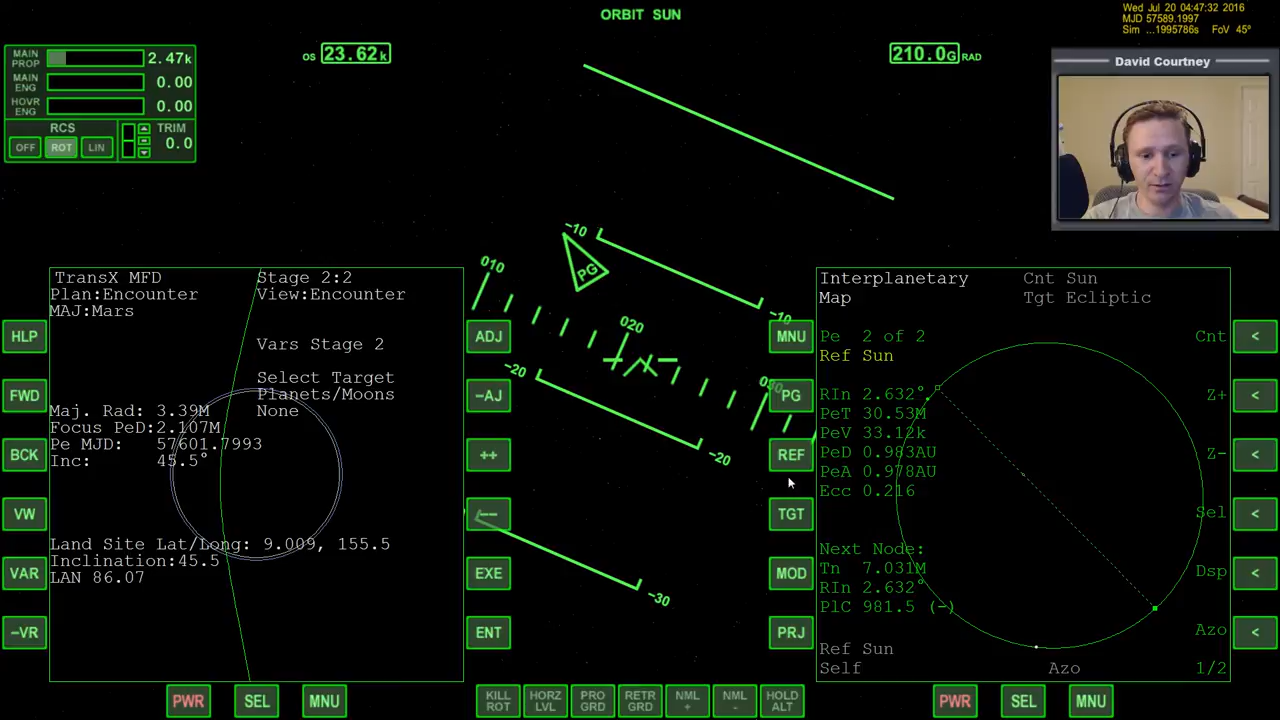 ORBIT SUN
Wed Jul 20 04:47:32 2016
MJD 57589.1997
Sim ...1995786s FoV 45°
David Courtney
MAIN PROP 2.47k
MAIN ENG 0.00
HOVR ENG 0.00
RCS
TRIM
OFF ROT LIN 0.0
OS 23.62k
210.0G RAD
-10
-10
PG
010
020
-20
-20
-30
TransX MFD Stage 2:2
Plan:Encounter View:Encounter
MAJ:Mars
Vars Stage 2
Select Target
Planets/Moons
None
Maj. Rad: 3.39M
Focus PeD:2.107M
Pe MJD: 57601.7993
Inc: 45.5°
Land Site Lat/Long: 9.009, 155.5
Inclination:45.5
LAN 86.07
HLP
FWD
BCK
VW
VAR
-VR
ADJ
-AJ
++
--
EXE
ENT
PWR SEL MNU
KILL ROT
HORZ LVL
PRO GRD
RETR GRD
NML +
NML -
HOLD ALT
MNU
PG
REF
TGT
MOD
PRJ
Interplanetary Cnt Sun
Map Tgt Ecliptic
Pe 2 of 2
Ref Sun
RIn 2.632°
PeT 30.53M
PeV 33.12k
PeD 0.983AU
PeA 0.978AU
Ecc 0.216
Next Node:
Tn 7.031M
RIn 2.632°
PlC 981.5 (-)
Ref Sun
Self Azo 1/2
Cnt <
Z+ <
Z- <
Sel <
Dsp <
Azo <
PWR SEL MNU